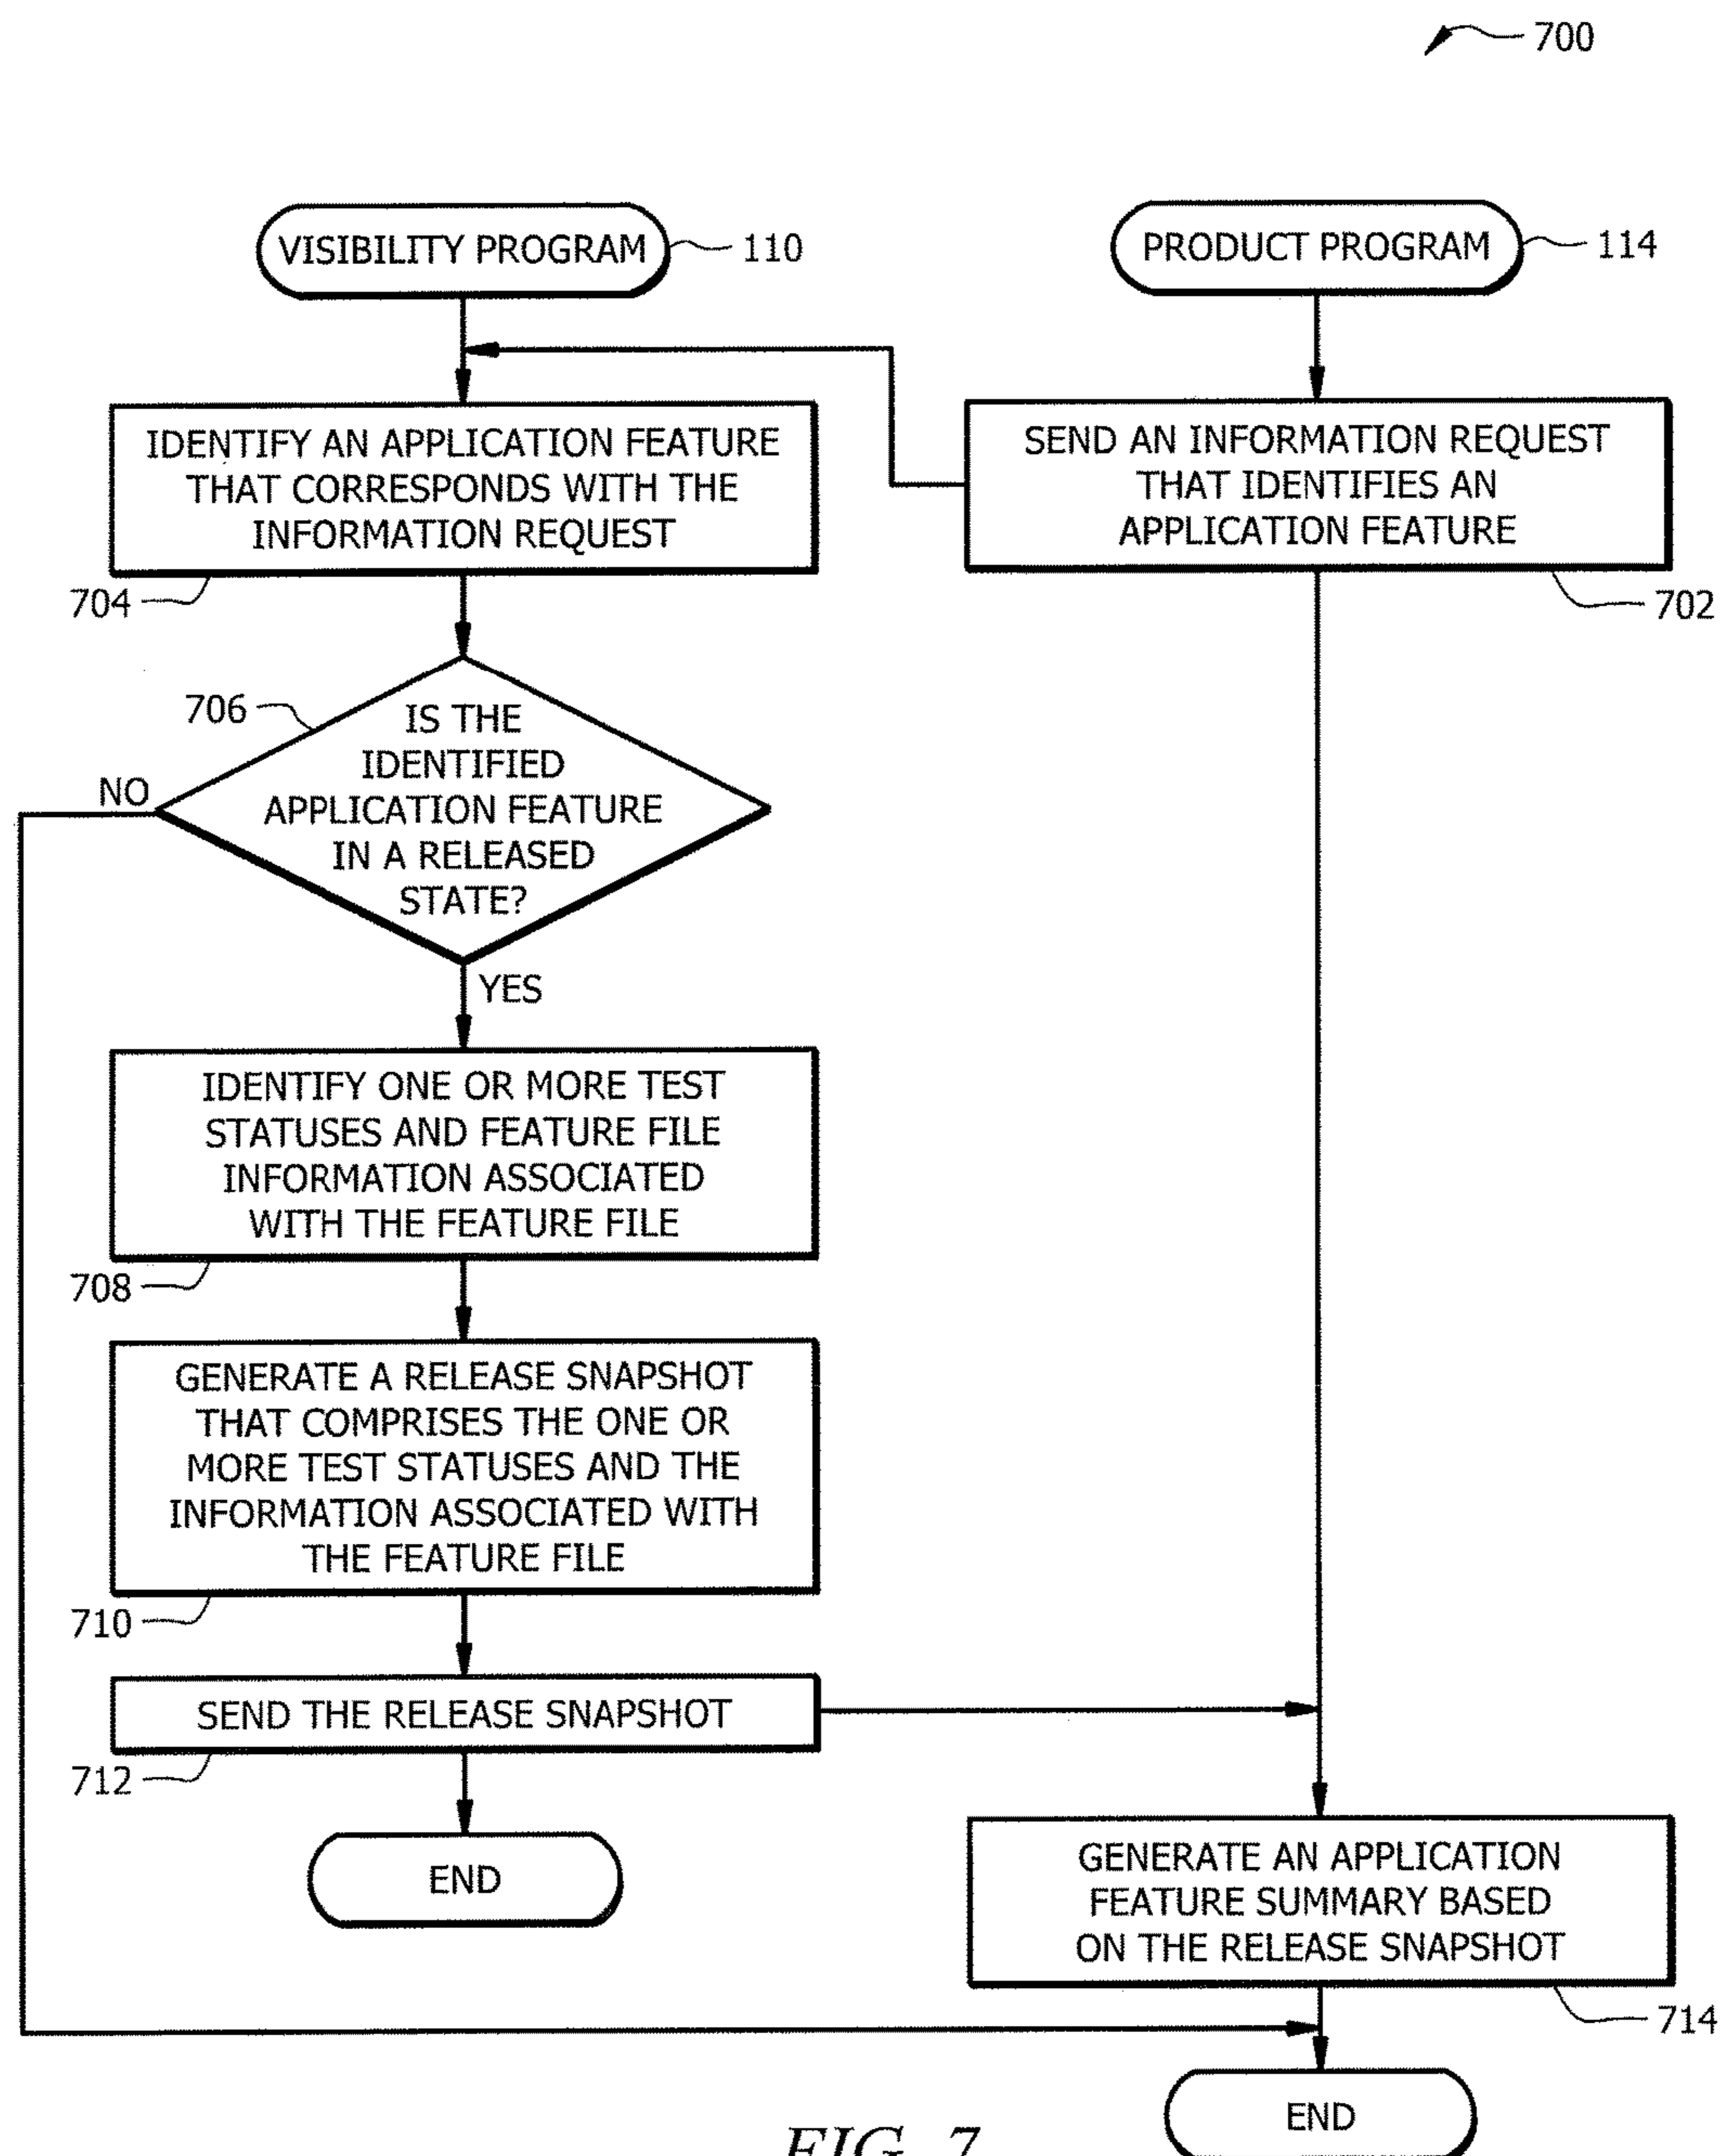 700
VISIBILITY PROGRAM
110
PRODUCT PROGRAM
114
IDENTIFY AN APPLICATION FEATURE
THAT CORRESPONDS WITH THE
INFORMATION REQUEST
704
SEND AN INFORMATION REQUEST
THAT IDENTIFIES AN
APPLICATION FEATURE
702
706
IS THE
IDENTIFIED
APPLICATION FEATURE
IN A RELEASED
STATE?
NO
YES
IDENTIFY ONE OR MORE TEST
STATUSES AND FEATURE FILE
INFORMATION ASSOCIATED
WITH THE FEATURE FILE
708
GENERATE A RELEASE SNAPSHOT
THAT COMPRISES THE ONE OR
MORE TEST STATUSES AND THE
INFORMATION ASSOCIATED WITH
THE FEATURE FILE
710
SEND THE RELEASE SNAPSHOT
712
END
GENERATE AN APPLICATION
FEATURE SUMMARY BASED
ON THE RELEASE SNAPSHOT
714
END
FIG. 7